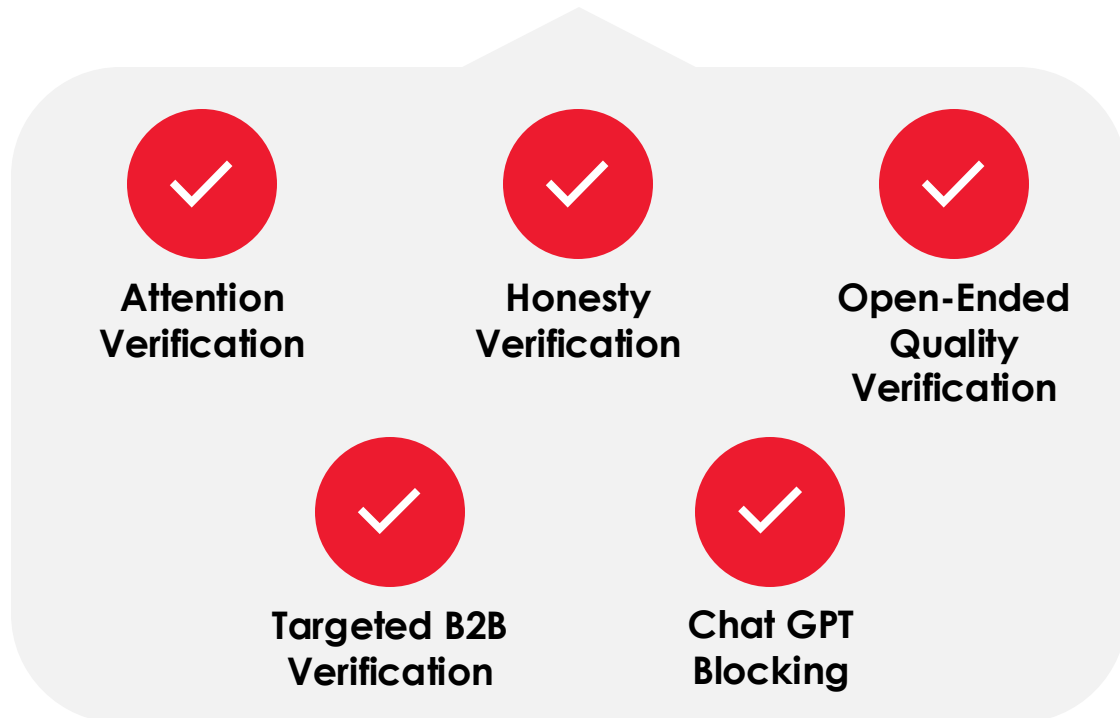 Attention
Verification
Honesty
Verification
Open-Ended
Quality
Verification
Targeted B2B
Verification
Chat GPT
Blocking